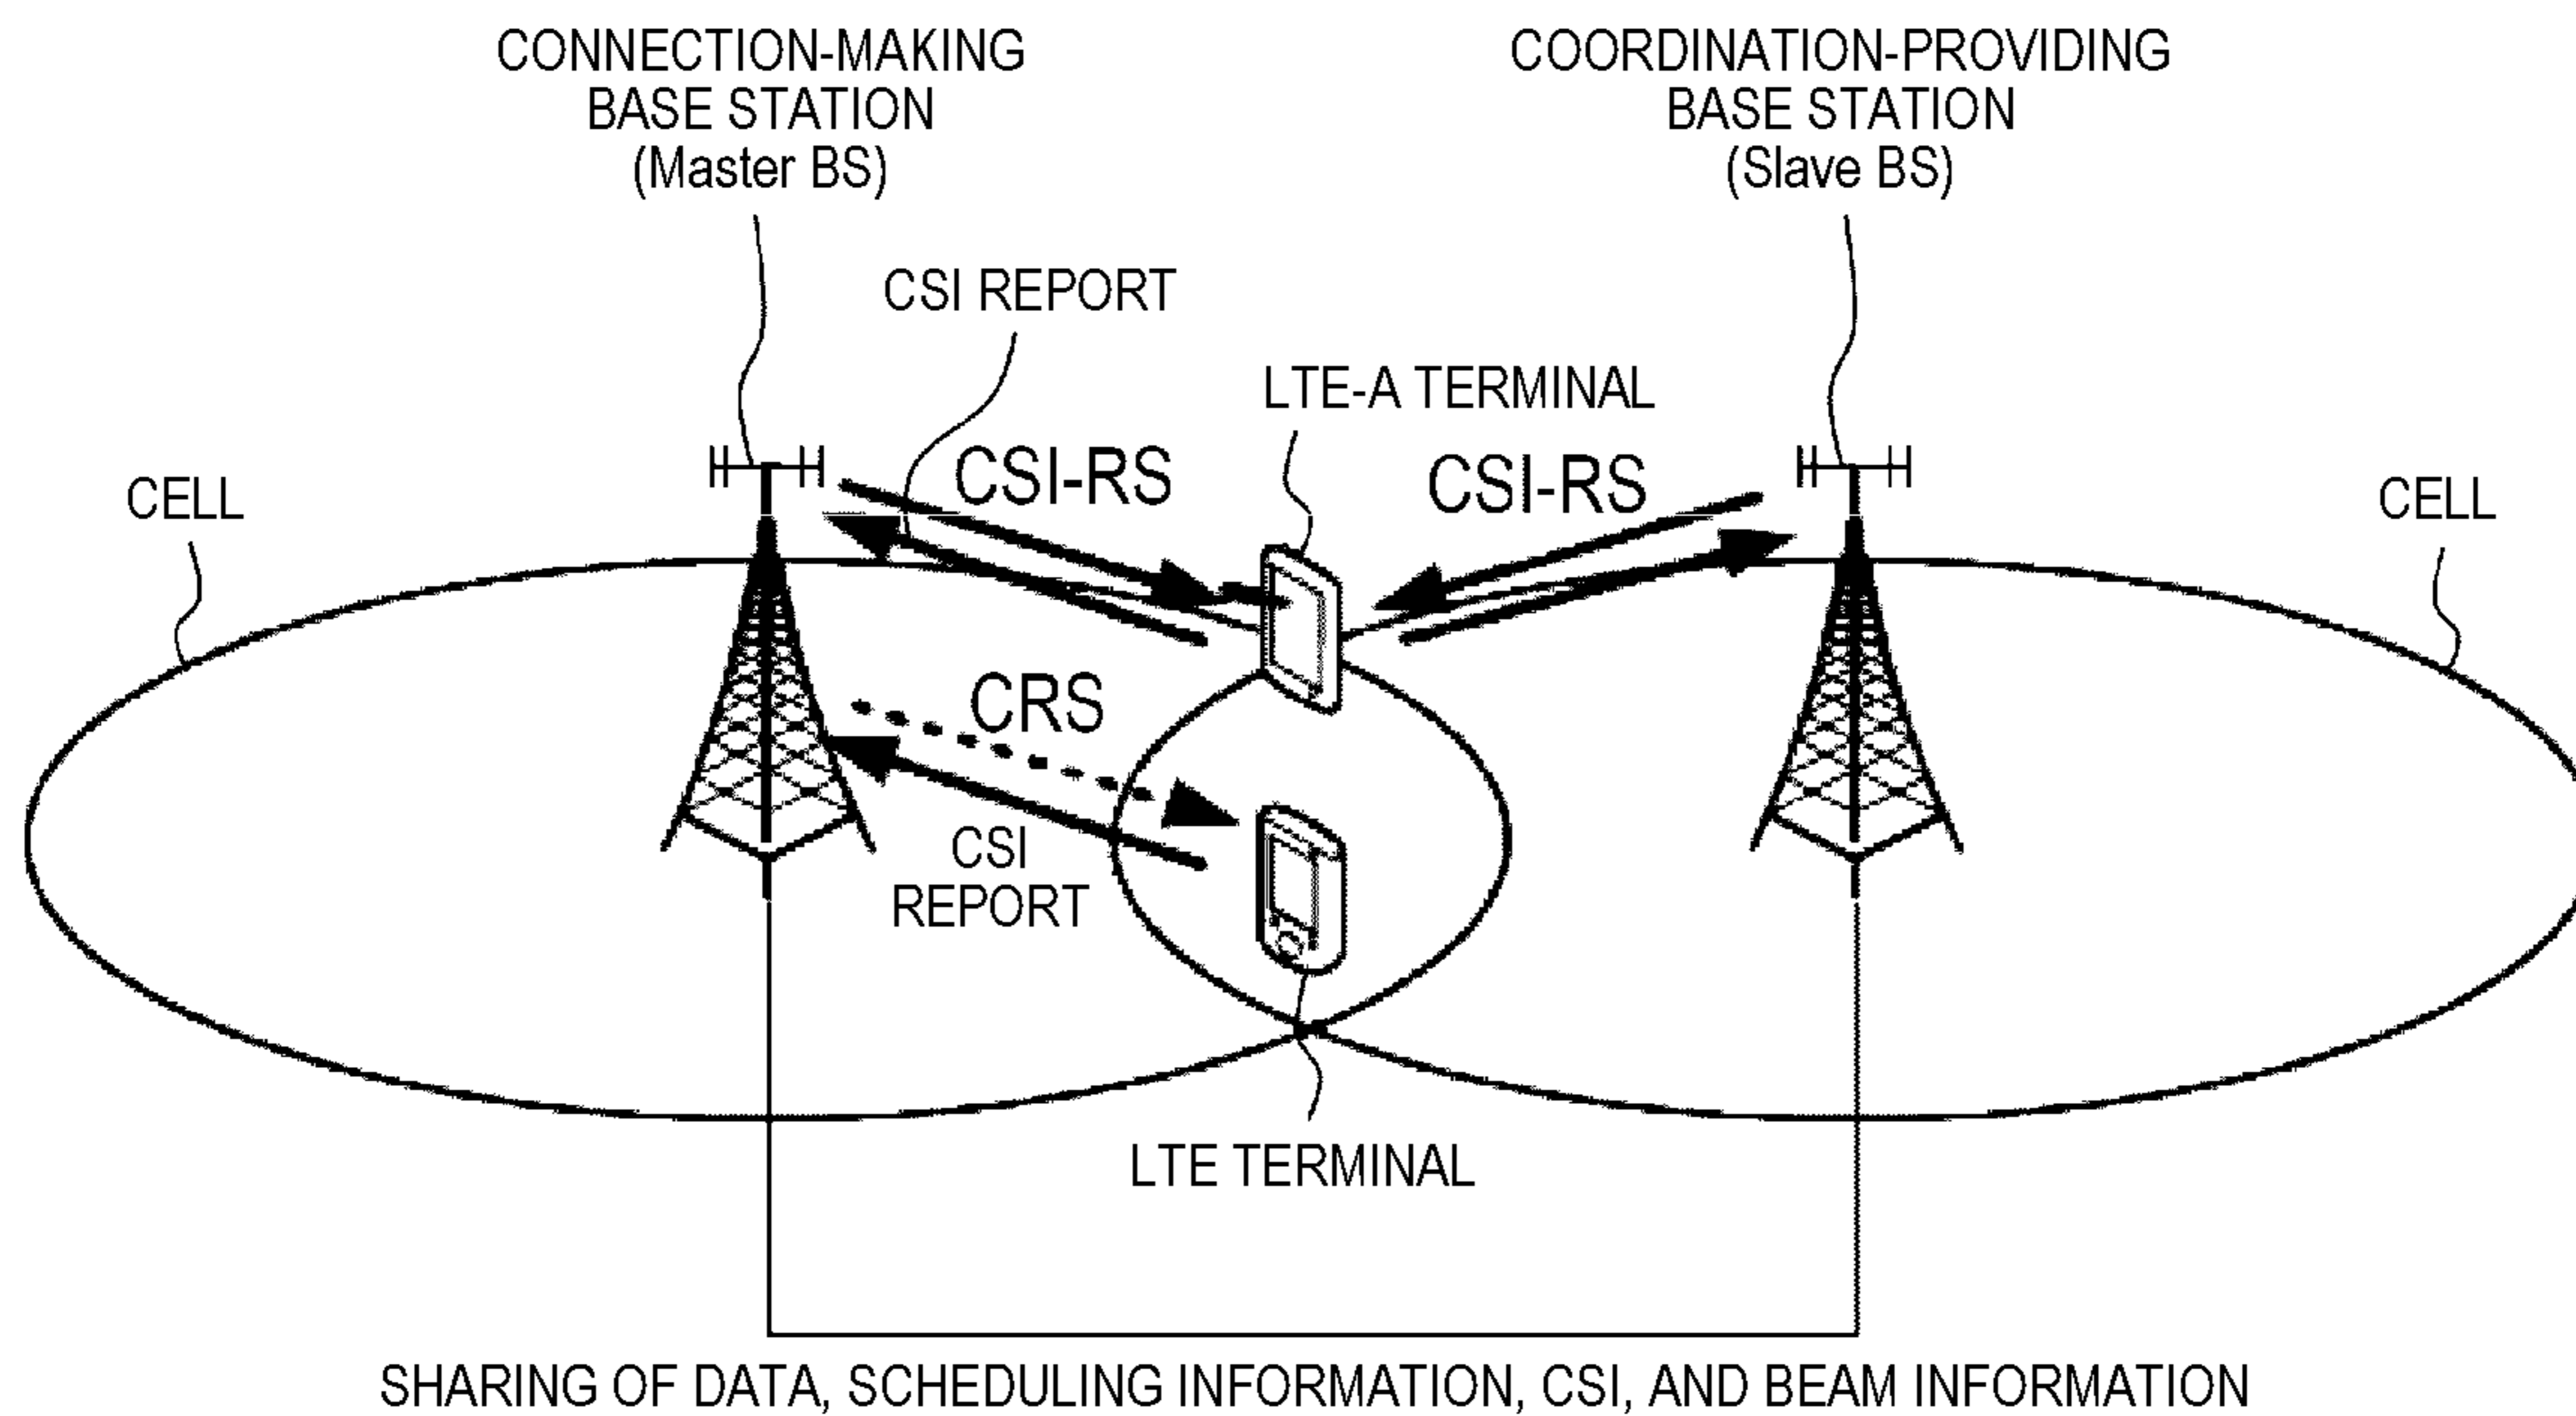 CONNECTION-MAKING
BASE STATION
(Master BS)
COORDINATION-PROVIDING
BASE STATION
(Slave BS)
CSI REPORT
LTE-A TERMINAL
CSI-RS
CSI-RS
CELL
CELL
CRS
CSI
REPORT
LTE TERMINAL
SHARING OF DATA, SCHEDULING INFORMATION, CSI, AND BEAM INFORMATION